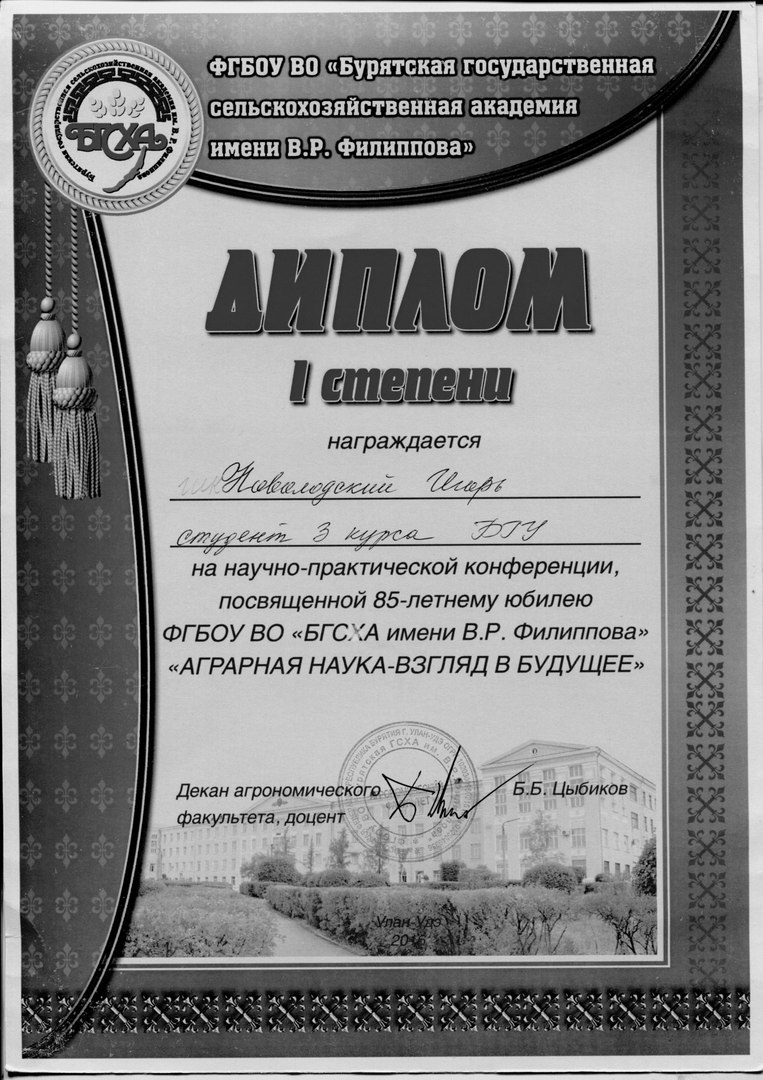 ФГБОУ ВО «Бурятская государственная
сельскохозяйственная академия
имени В.Р. Филиппова»
БГСХА
ДИПЛОМ
I степени
награждается
Поволодский Игорь
студент 3 курса БГУ
на научно-практической конференции,
посвященной 85-летнему юбилею
ФГБОУ ВО «БГСХА имени В.Р. Филиппова»
«АГРАРНАЯ НАУКА-ВЗГЛЯД В БУДУЩЕЕ»
Декан агрономического
факультета, доцент
Б.Б. Цыбиков
Улан-Удэ